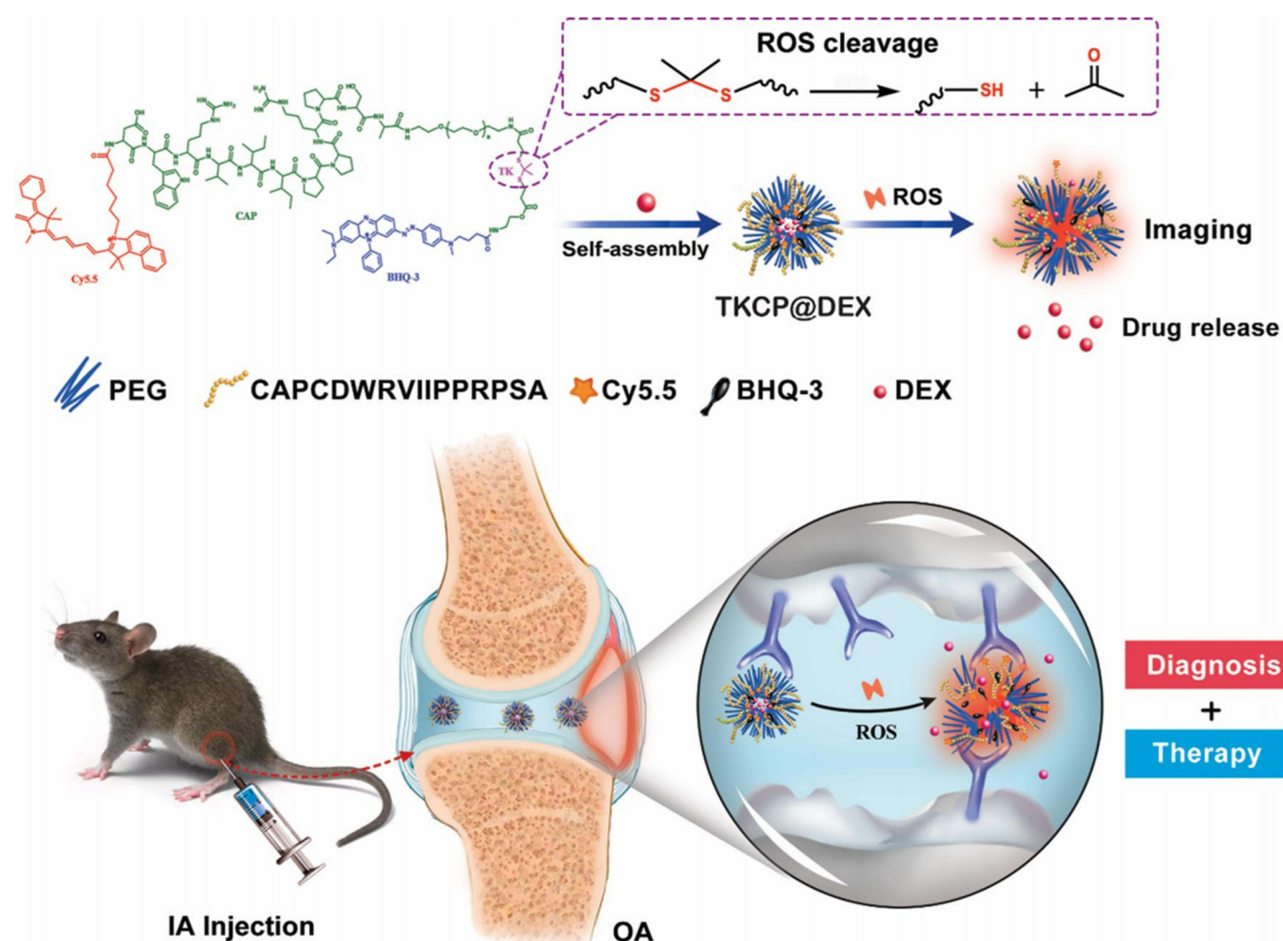 ROS cleavage
S S
SH + O
HO
TK
CAP
Cy5.5
BHQ-3
Self-assembly
ROS
Imaging
TKCP@DEX
Drug release
PEG CAPCDWRVIIPPRPSA Cy5.5 BHQ-3 DEX
ROS
Diagnosis
+
Therapy
IA Injection
OA